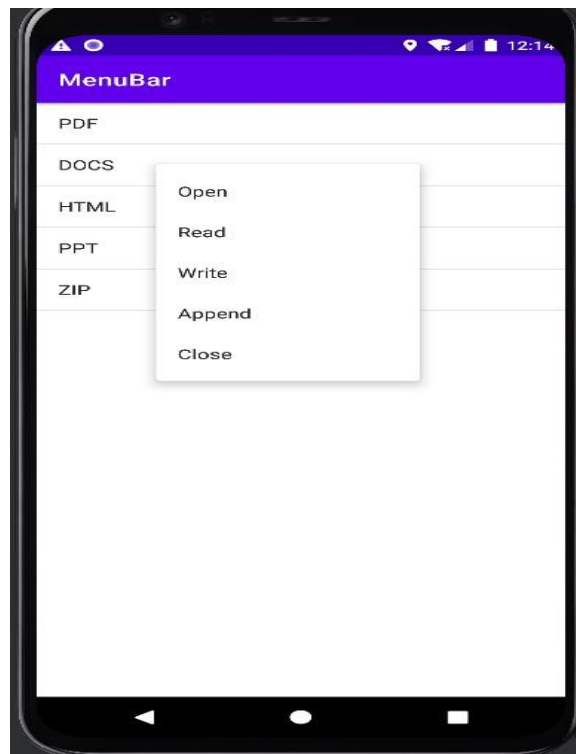 12:14
MenuBar
PDF
DOCS
HTML
PPT
ZIP
Open
Read
Write
Append
Close